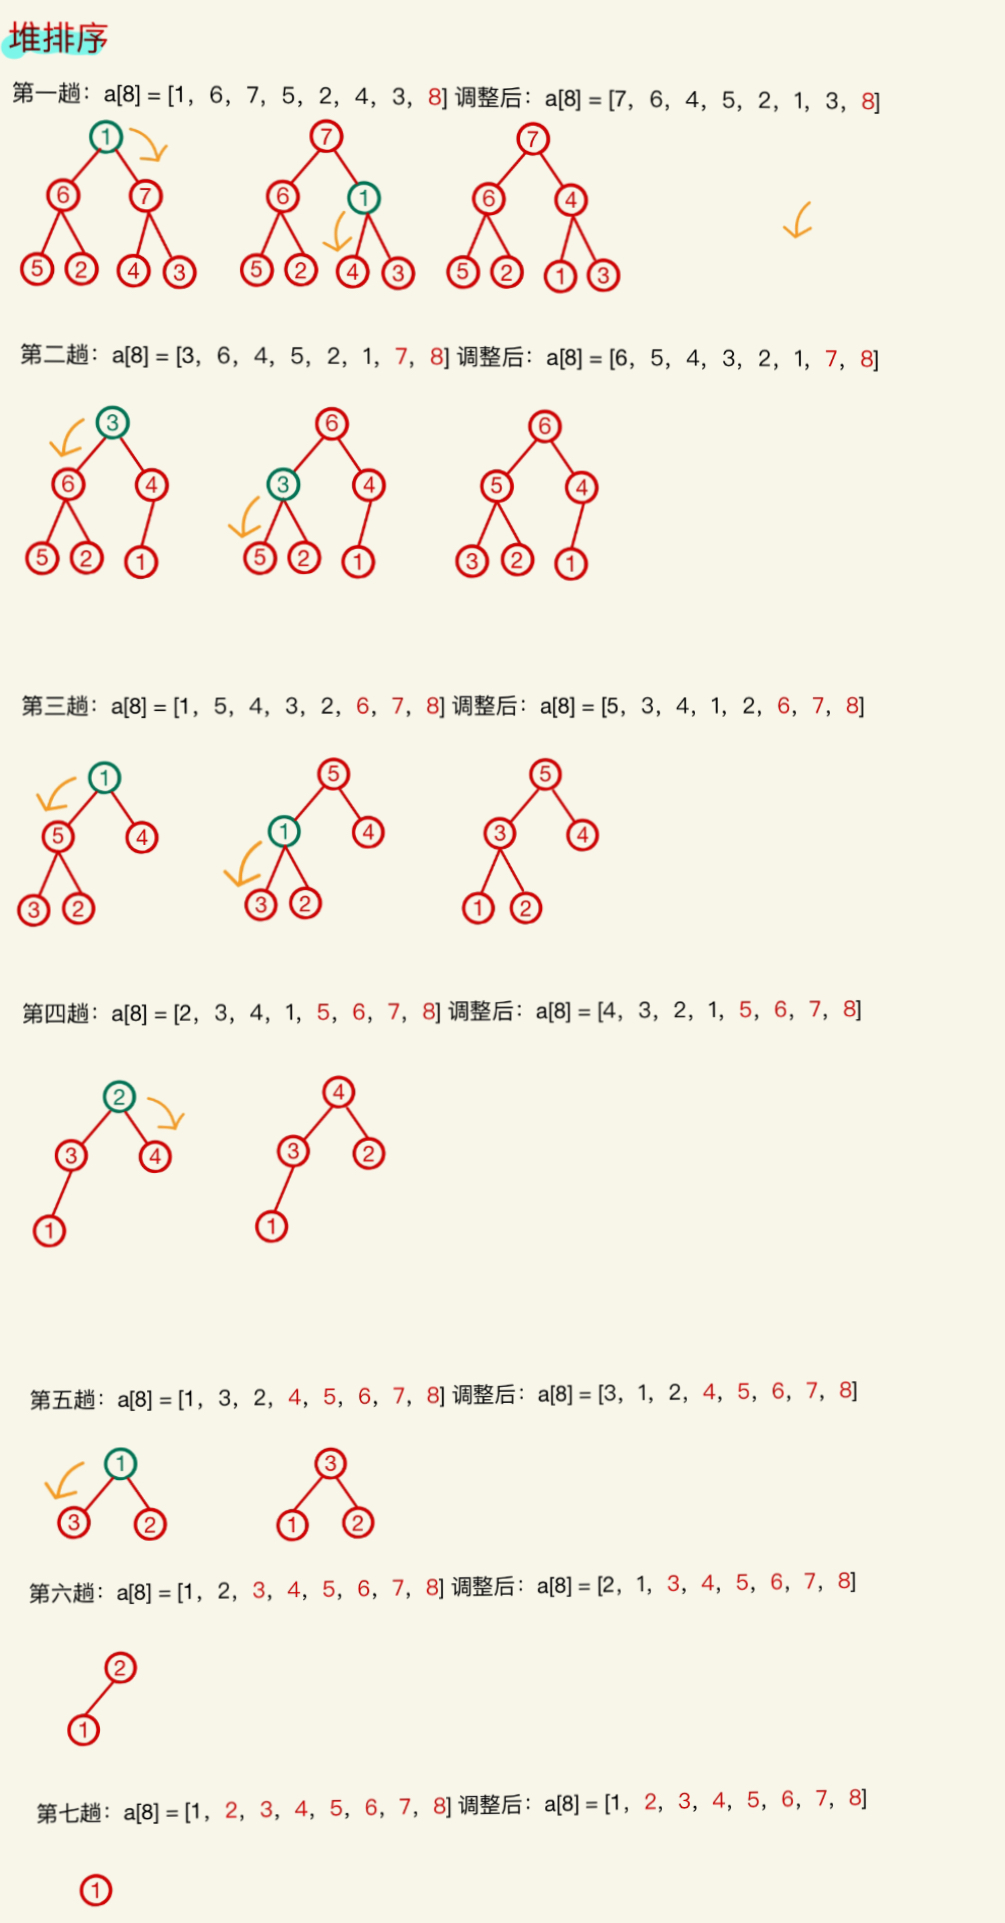 堆排序
第一趟：a[8] = [1，6，7，5，2，4，3，8] 调整后：a[8] = [7，6，4，5，2，1，3，8]
1 7 7
6 7 6 1 6 4
5 2 4 3 5 2 4 3 5 2 1 3
第二趟：a[8] = [3，6，4，5，2，1，7，8] 调整后：a[8] = [6，5，4，3，2，1，7，8]
3 6 6
6 4 3 4 5 4
5 2 1 5 2 1 3 2 1
第三趟：a[8] = [1，5，4，3，2，6，7，8] 调整后：a[8] = [5，3，4，1，2，6，7，8]
1 5 5
5 4 1 4 3 4
3 2 3 2 1 2
第四趟：a[8] = [2，3，4，1，5，6，7，8] 调整后：a[8] = [4，3，2，1，5，6，7，8]
2 4
3 4 3 2
1 1
第五趟：a[8] = [1，3，2，4，5，6，7，8] 调整后：a[8] = [3，1，2，4，5，6，7，8]
1 3
3 2 1 2
第六趟：a[8] = [1，2，3，4，5，6，7，8] 调整后：a[8] = [2，1，3，4，5，6，7，8]
2
1
第七趟：a[8] = [1，2，3，4，5，6，7，8] 调整后：a[8] = [1，2，3，4，5，6，7，8]
1